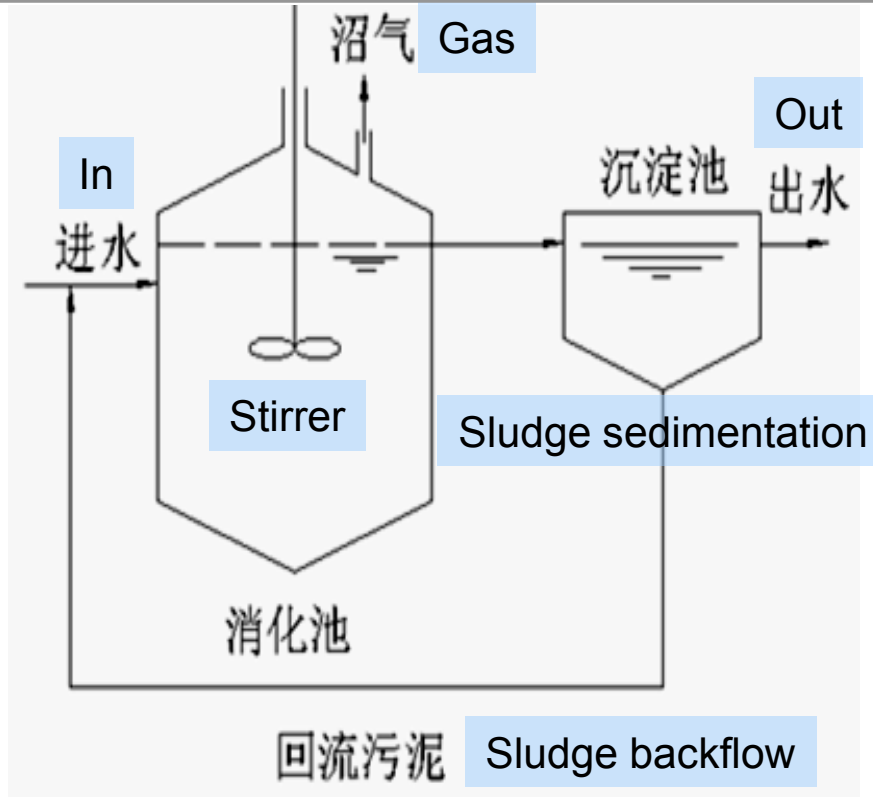 沼气 Gas
Out
In
沉淀池
出水
进水
Stirrer
Sludge sedimentation
消化池
回流污泥 Sludge backflow